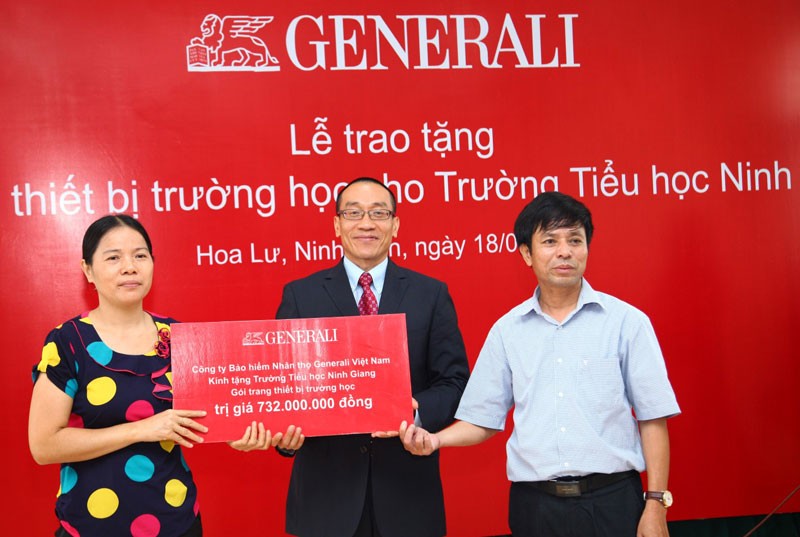 GENERALI
Lễ trao tặng
thiết bị trường học cho Trường Tiểu học Ninh
Hoa Lư, Ninh, ngày 18/0
GENERALI
Công ty Bảo hiểm Nhân thọ Generali Việt Nam
Kính tặng Trường Tiểu học Ninh Giang
Gói trang thiết bị trường học
trị giá 732.000.000 đồng